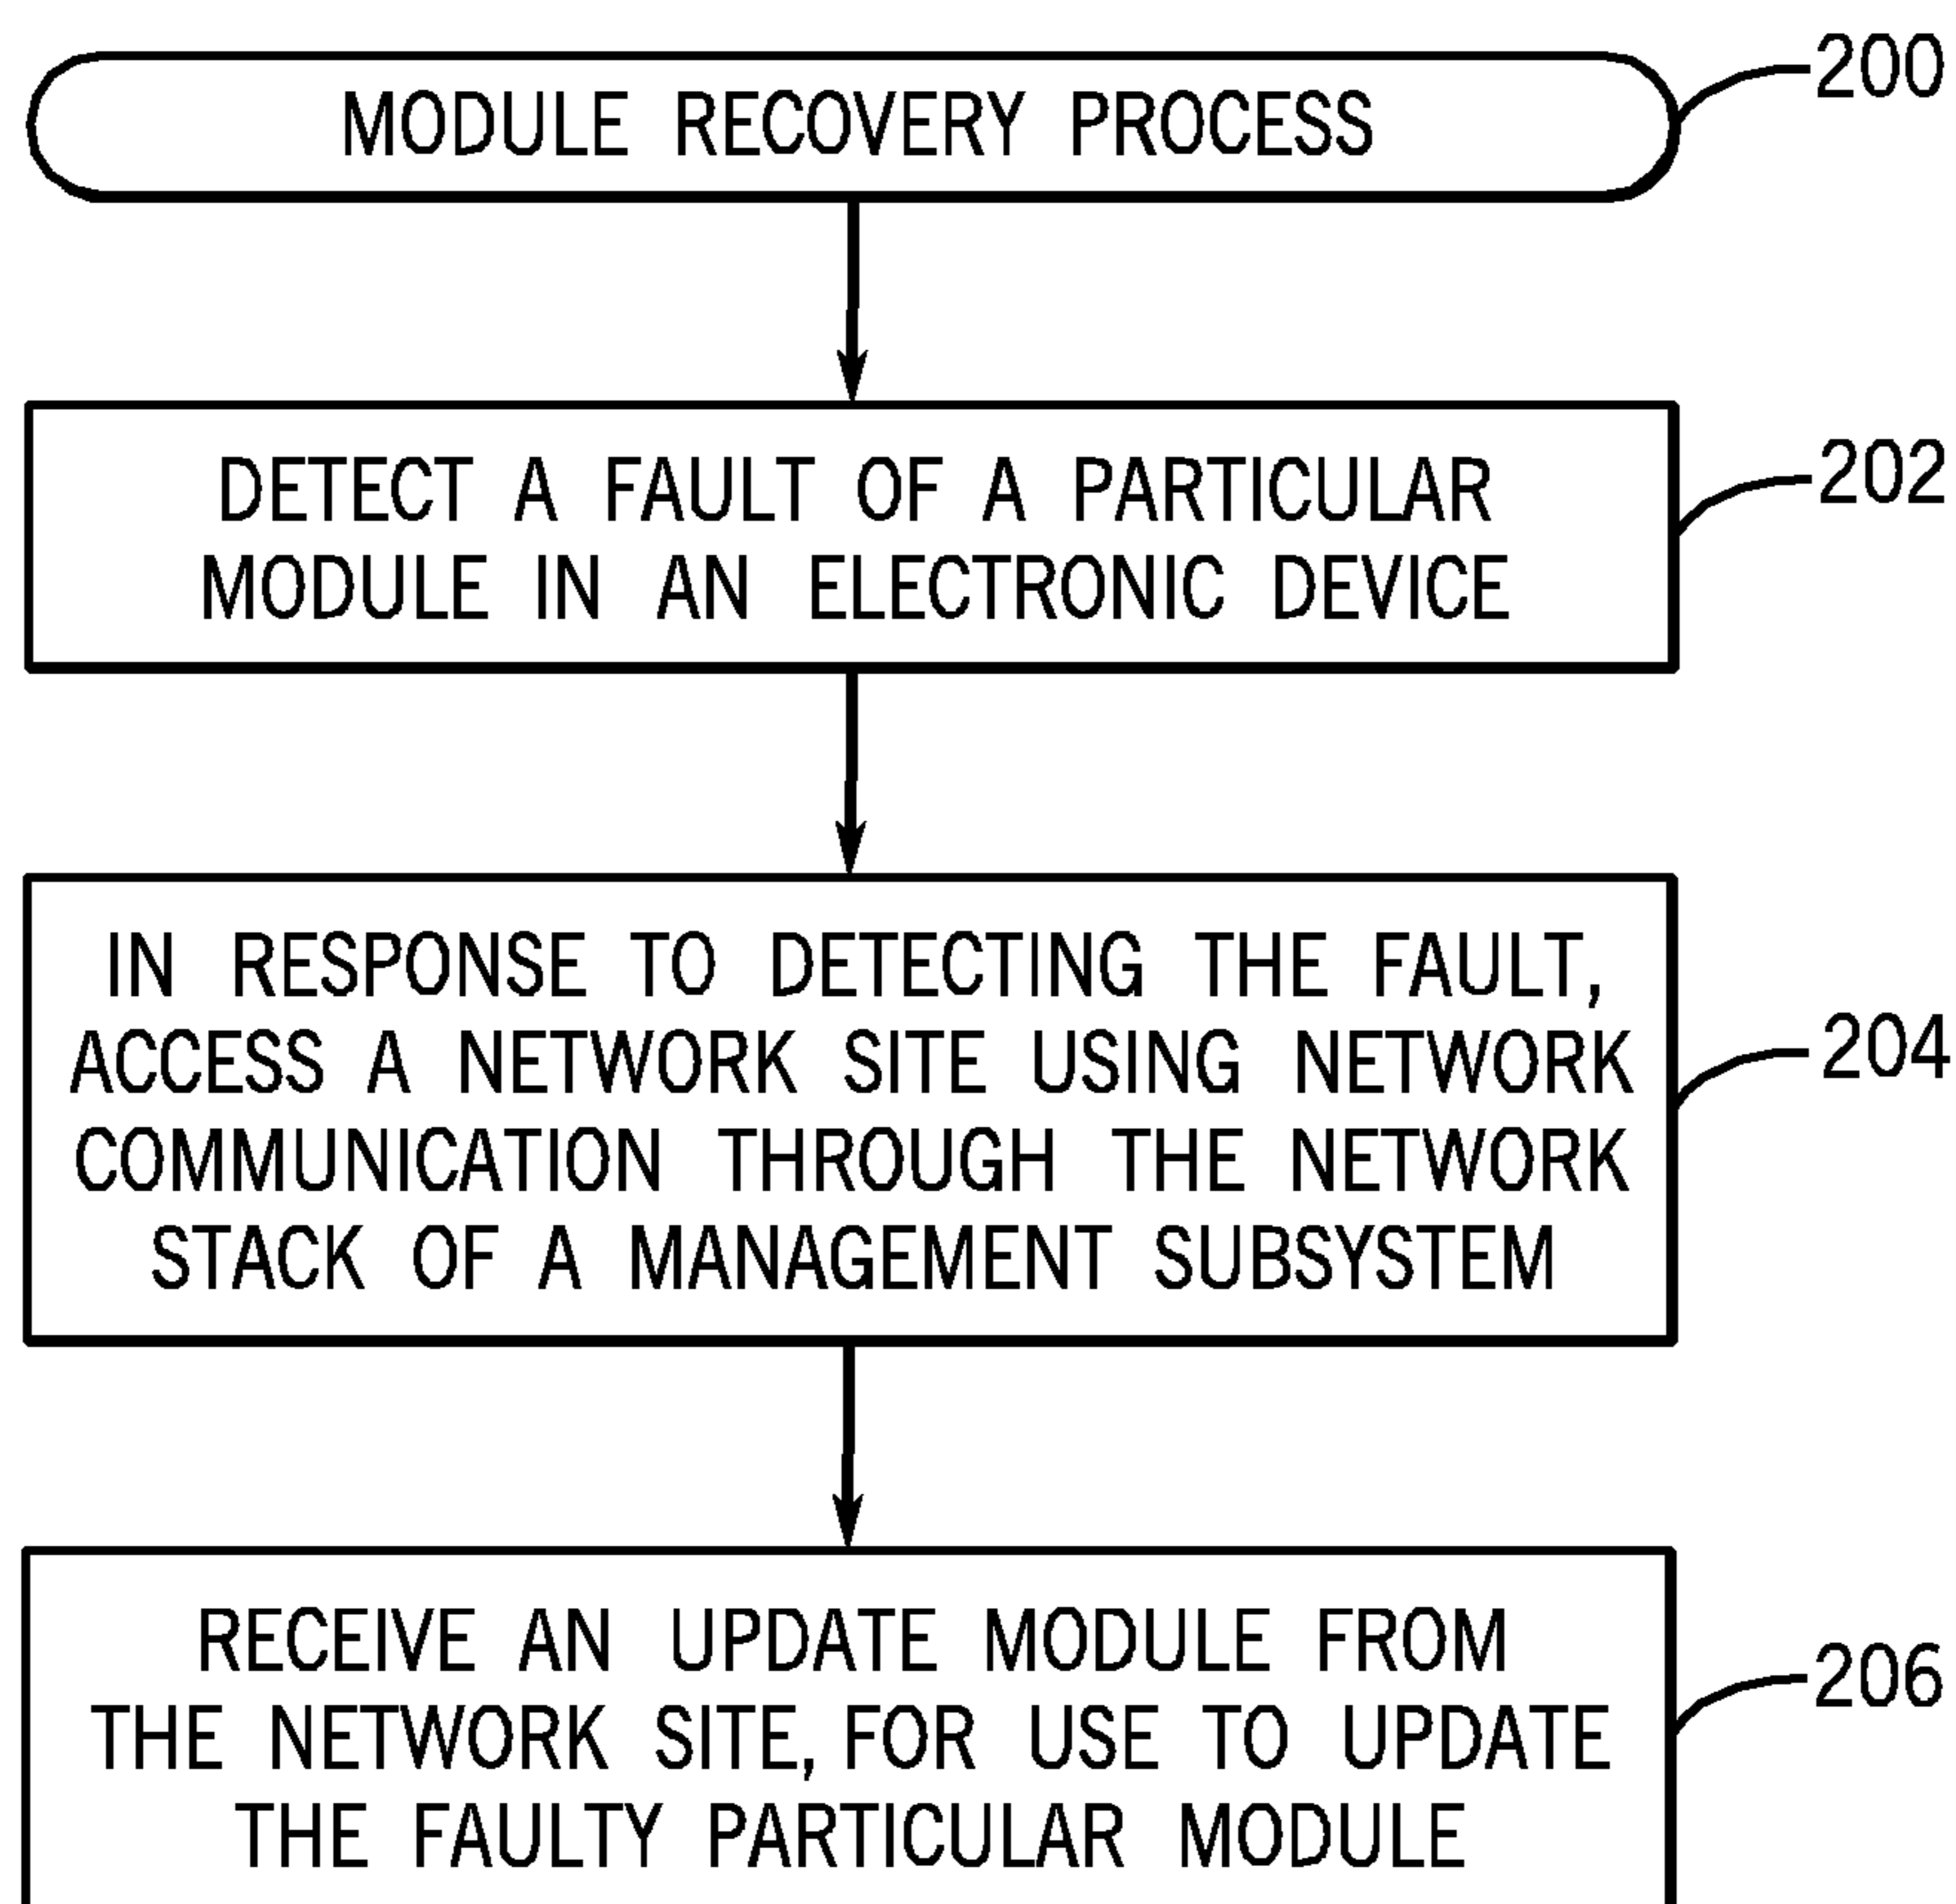 MODULE RECOVERY PROCESS
200
DETECT A FAULT OF A PARTICULAR
MODULE IN AN ELECTRONIC DEVICE
202
IN RESPONSE TO DETECTING THE FAULT,
ACCESS A NETWORK SITE USING NETWORK
COMMUNICATION THROUGH THE NETWORK
STACK OF A MANAGEMENT SUBSYSTEM
204
RECEIVE AN UPDATE MODULE FROM
THE NETWORK SITE, FOR USE TO UPDATE
THE FAULTY PARTICULAR MODULE
206